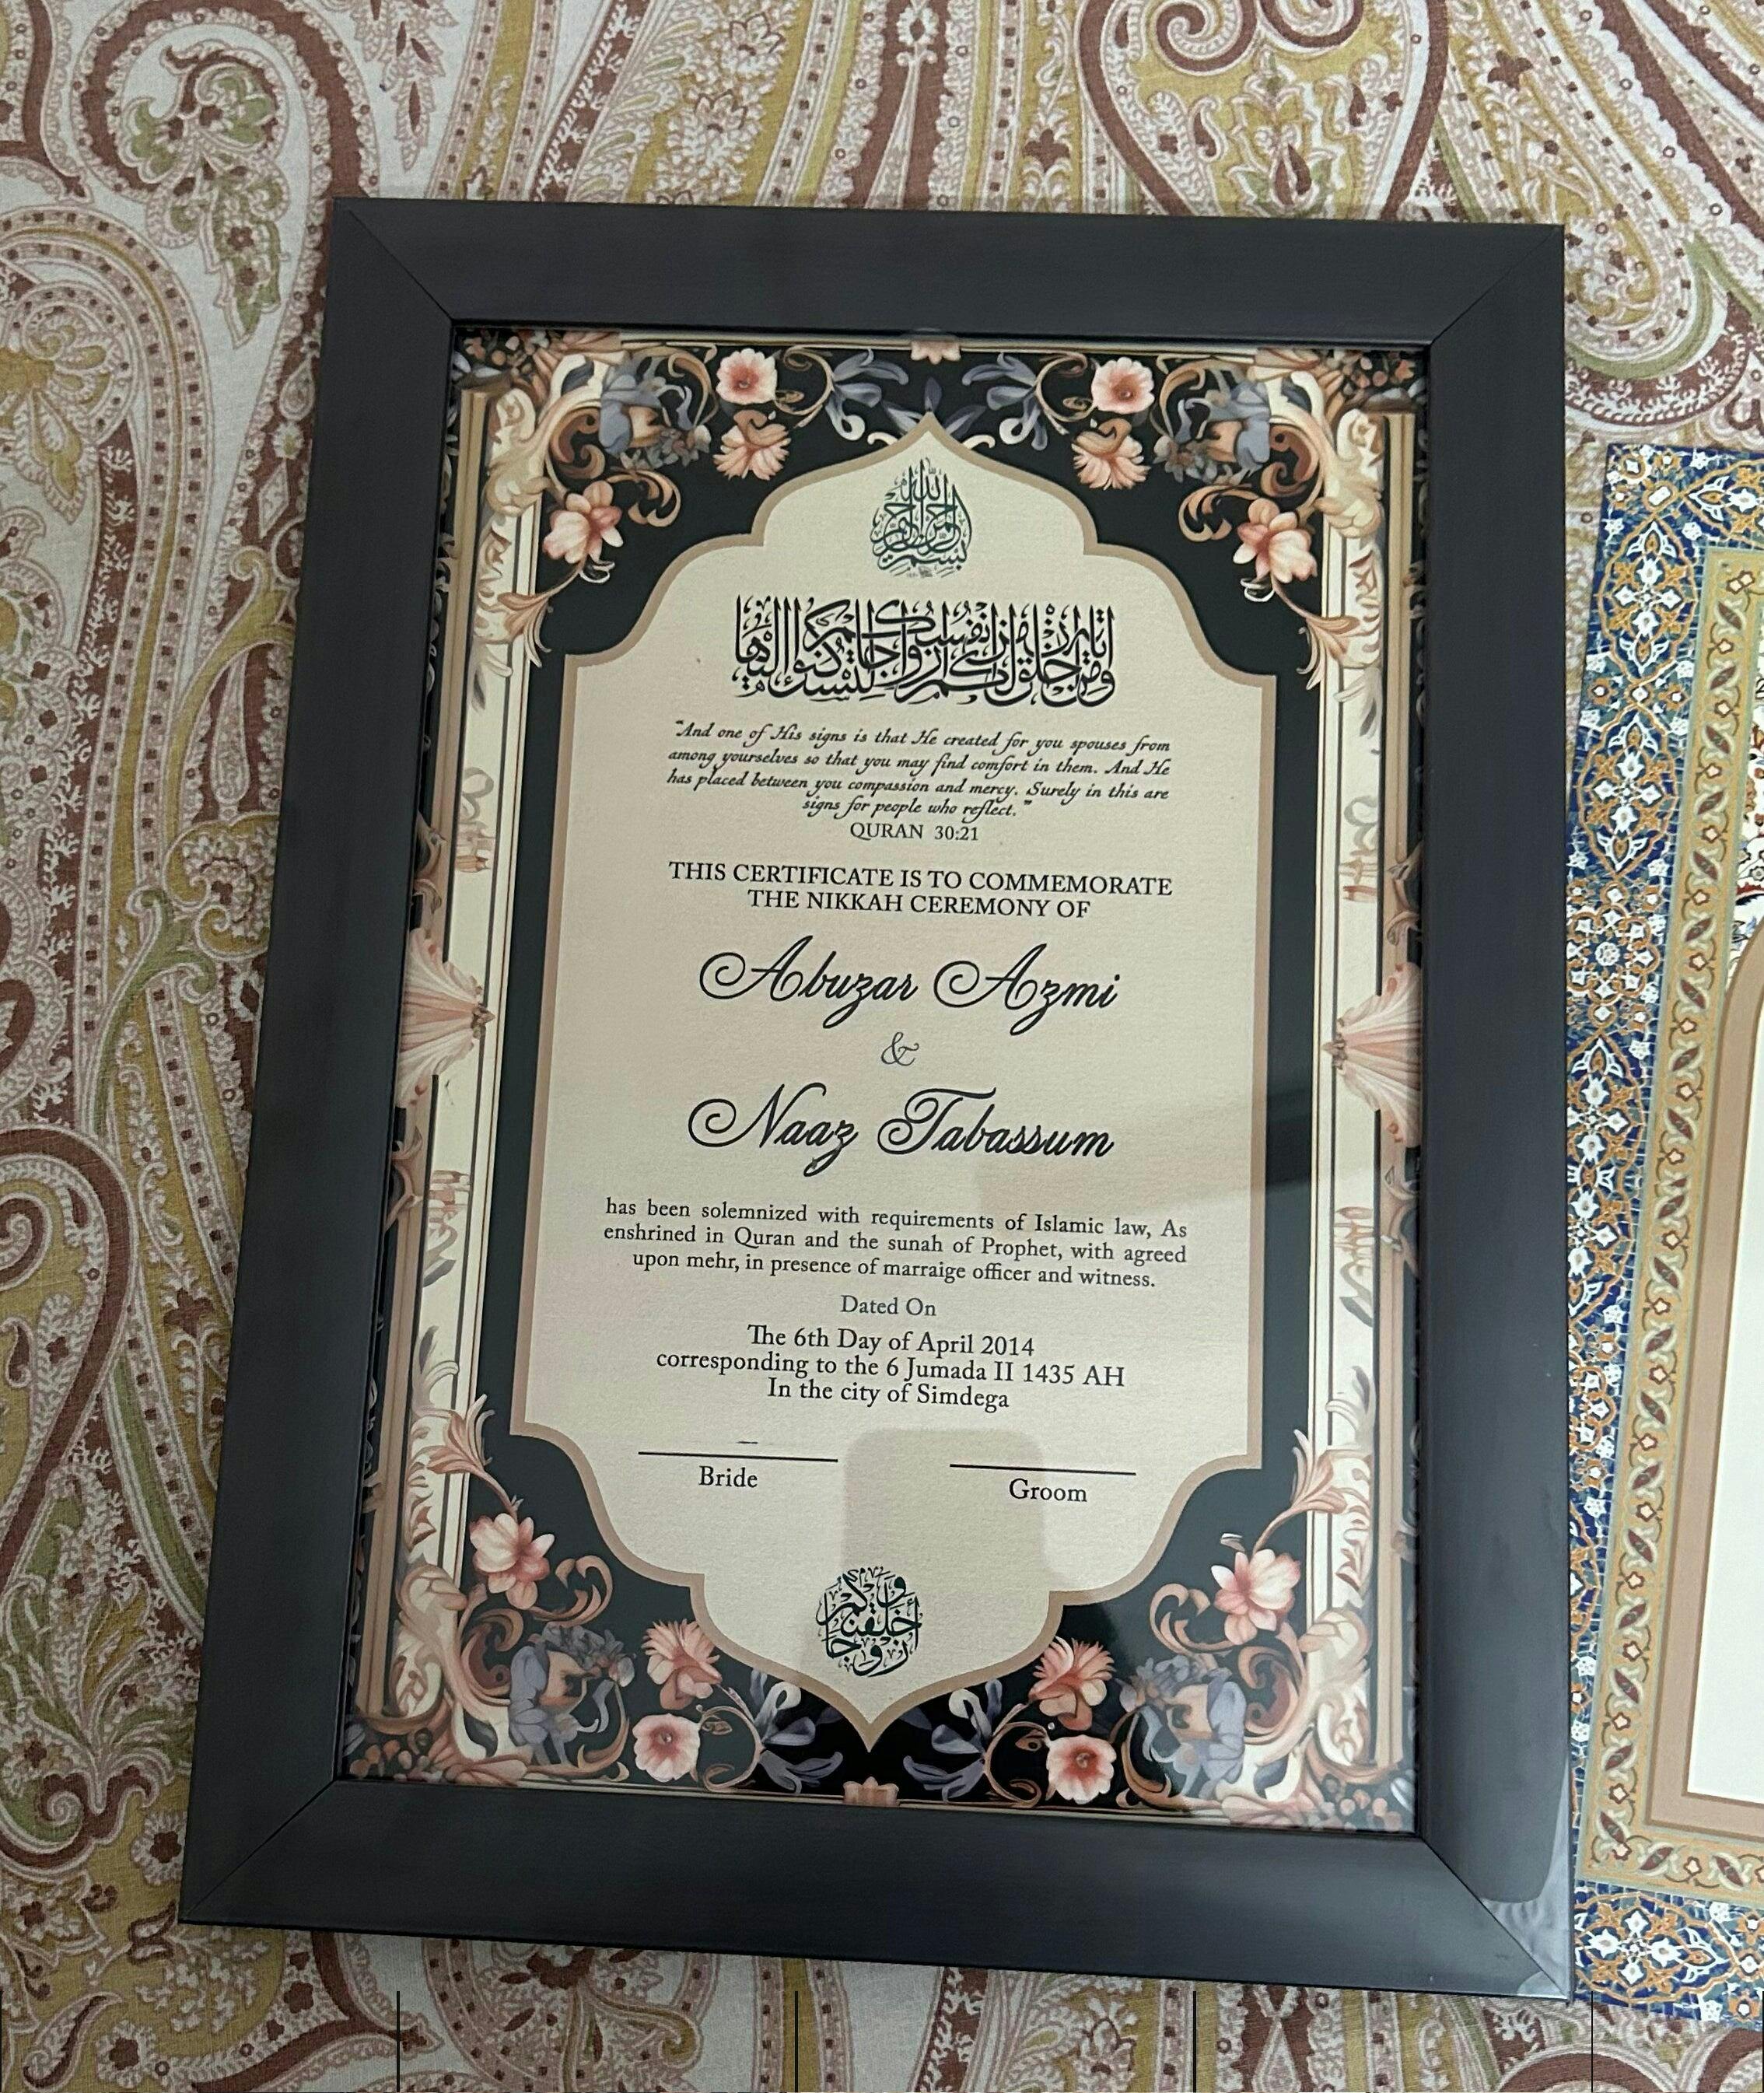 بسم الله الرحمن الرحيم
ومن آياته أن خلق لكم من أنفسكم أزواجا لتسكنوا إليها
“And one of His signs is that He created for you spouses from
among yourselves so that you may find comfort in them. And He
has placed between you compassion and mercy. Surely in this are
signs for people who reflect.”
QURAN 30:21
THIS CERTIFICATE IS TO COMMEMORATE
THE NIKKAH CEREMONY OF
Abuzar Azmi
&
Naaz Tabassum
has been solemnized with requirements of Islamic law, As
enshrined in Quran and the sunah of Prophet, with agreed
upon mehr, in presence of marraige officer and witness.
Dated On
The 6th Day of April 2014
corresponding to the 6 Jumada II 1435 AH
In the city of Simdega
Bride
Groom
وخلقناكم أزواجا